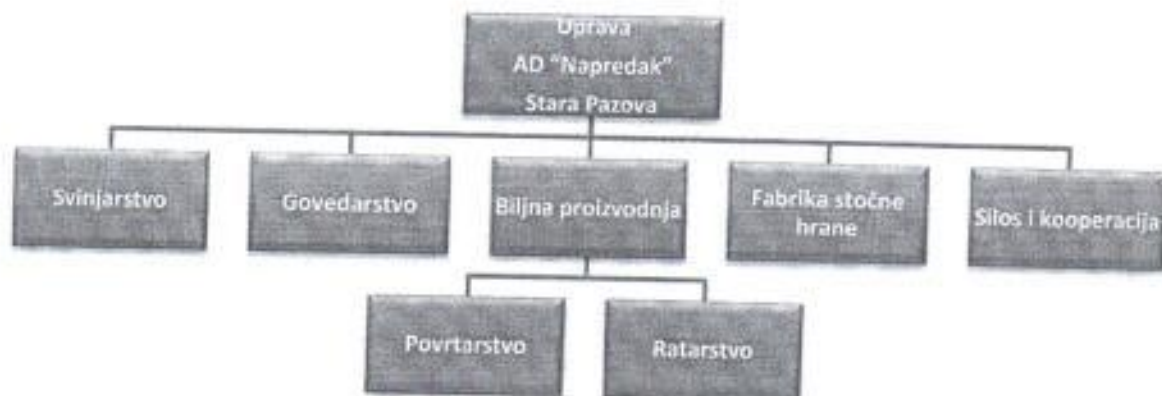 Uprava
AD "Napredak"
Stara Pazova
Svinjarstvo
Govedarstvo
Biljna proizvodnja
Fabrika stočne
hrane
Silos i kooperacija
Povrtarstvo
Ratarstvo